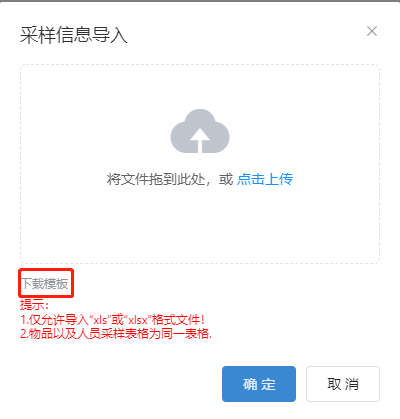 采样信息导入
将文件拖到此处，或 点击上传
下载模板
提示：
1.仅允许导入“xls”或“xlsx”格式文件！
2.物品以及人员采样表格为同一表格.
确 定
取 消